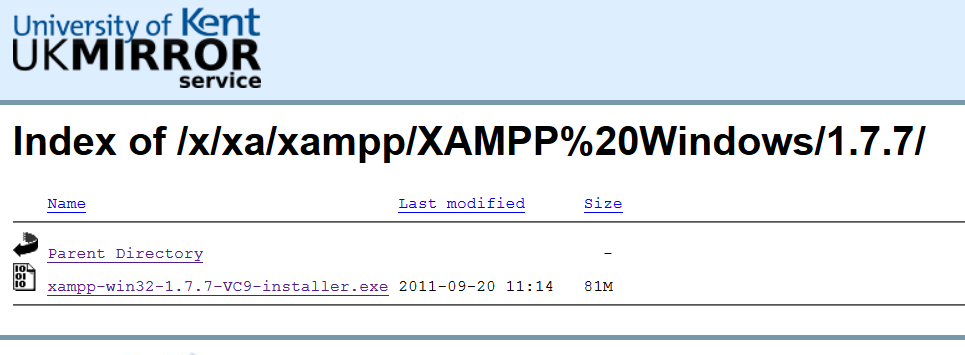 University of Kent
UKMIRROR
service
Index of /x/xa/xampp/XAMPP%20Windows/1.7.7/
Name Last modified Size
Parent Directory -
xampp-win32-1.7.7-VC9-installer.exe 2011-09-20 11:14 81M